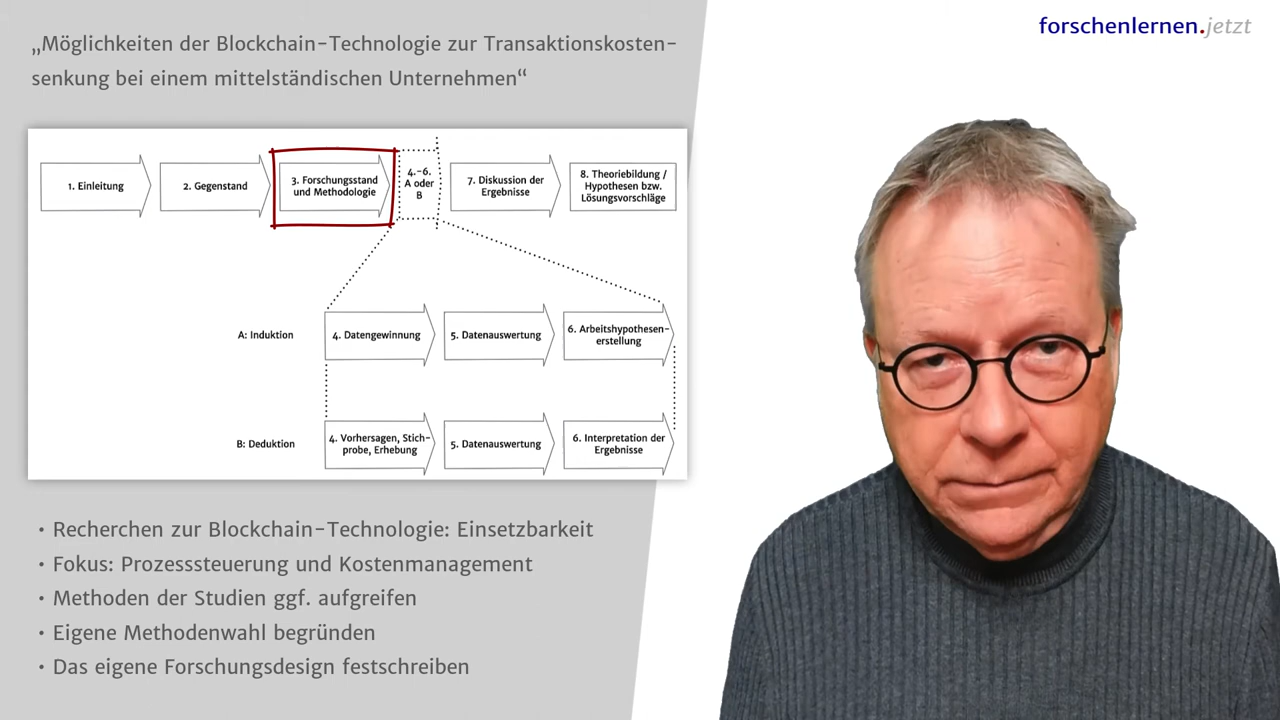 „Möglichkeiten der Blockchain-Technologie zur Transaktionskosten-
senkung bei einem mittelständischen Unternehmen“
forschenlernen.jetzt
1. Einleitung
2. Gegenstand
3. Forschungsstand
und Methodologie
4.-6.
A oder
B
7. Diskussion der
Ergebnisse
8. Theoriebildung /
Hypothesen bzw.
Lösungsvorschläge
A: Induktion
4. Datengewinnung
5. Datenauswertung
6. Arbeitshypothesen-
erstellung
B: Deduktion
4. Vorhersagen, Stich-
probe, Erhebung
5. Datenauswertung
6. Interpretation der
Ergebnisse
• Recherchen zur Blockchain-Technologie: Einsetzbarkeit
• Fokus: Prozesssteuerung und Kostenmanagement
• Methoden der Studien ggf. aufgreifen
• Eigene Methodenwahl begründen
• Das eigene Forschungsdesign festschreiben